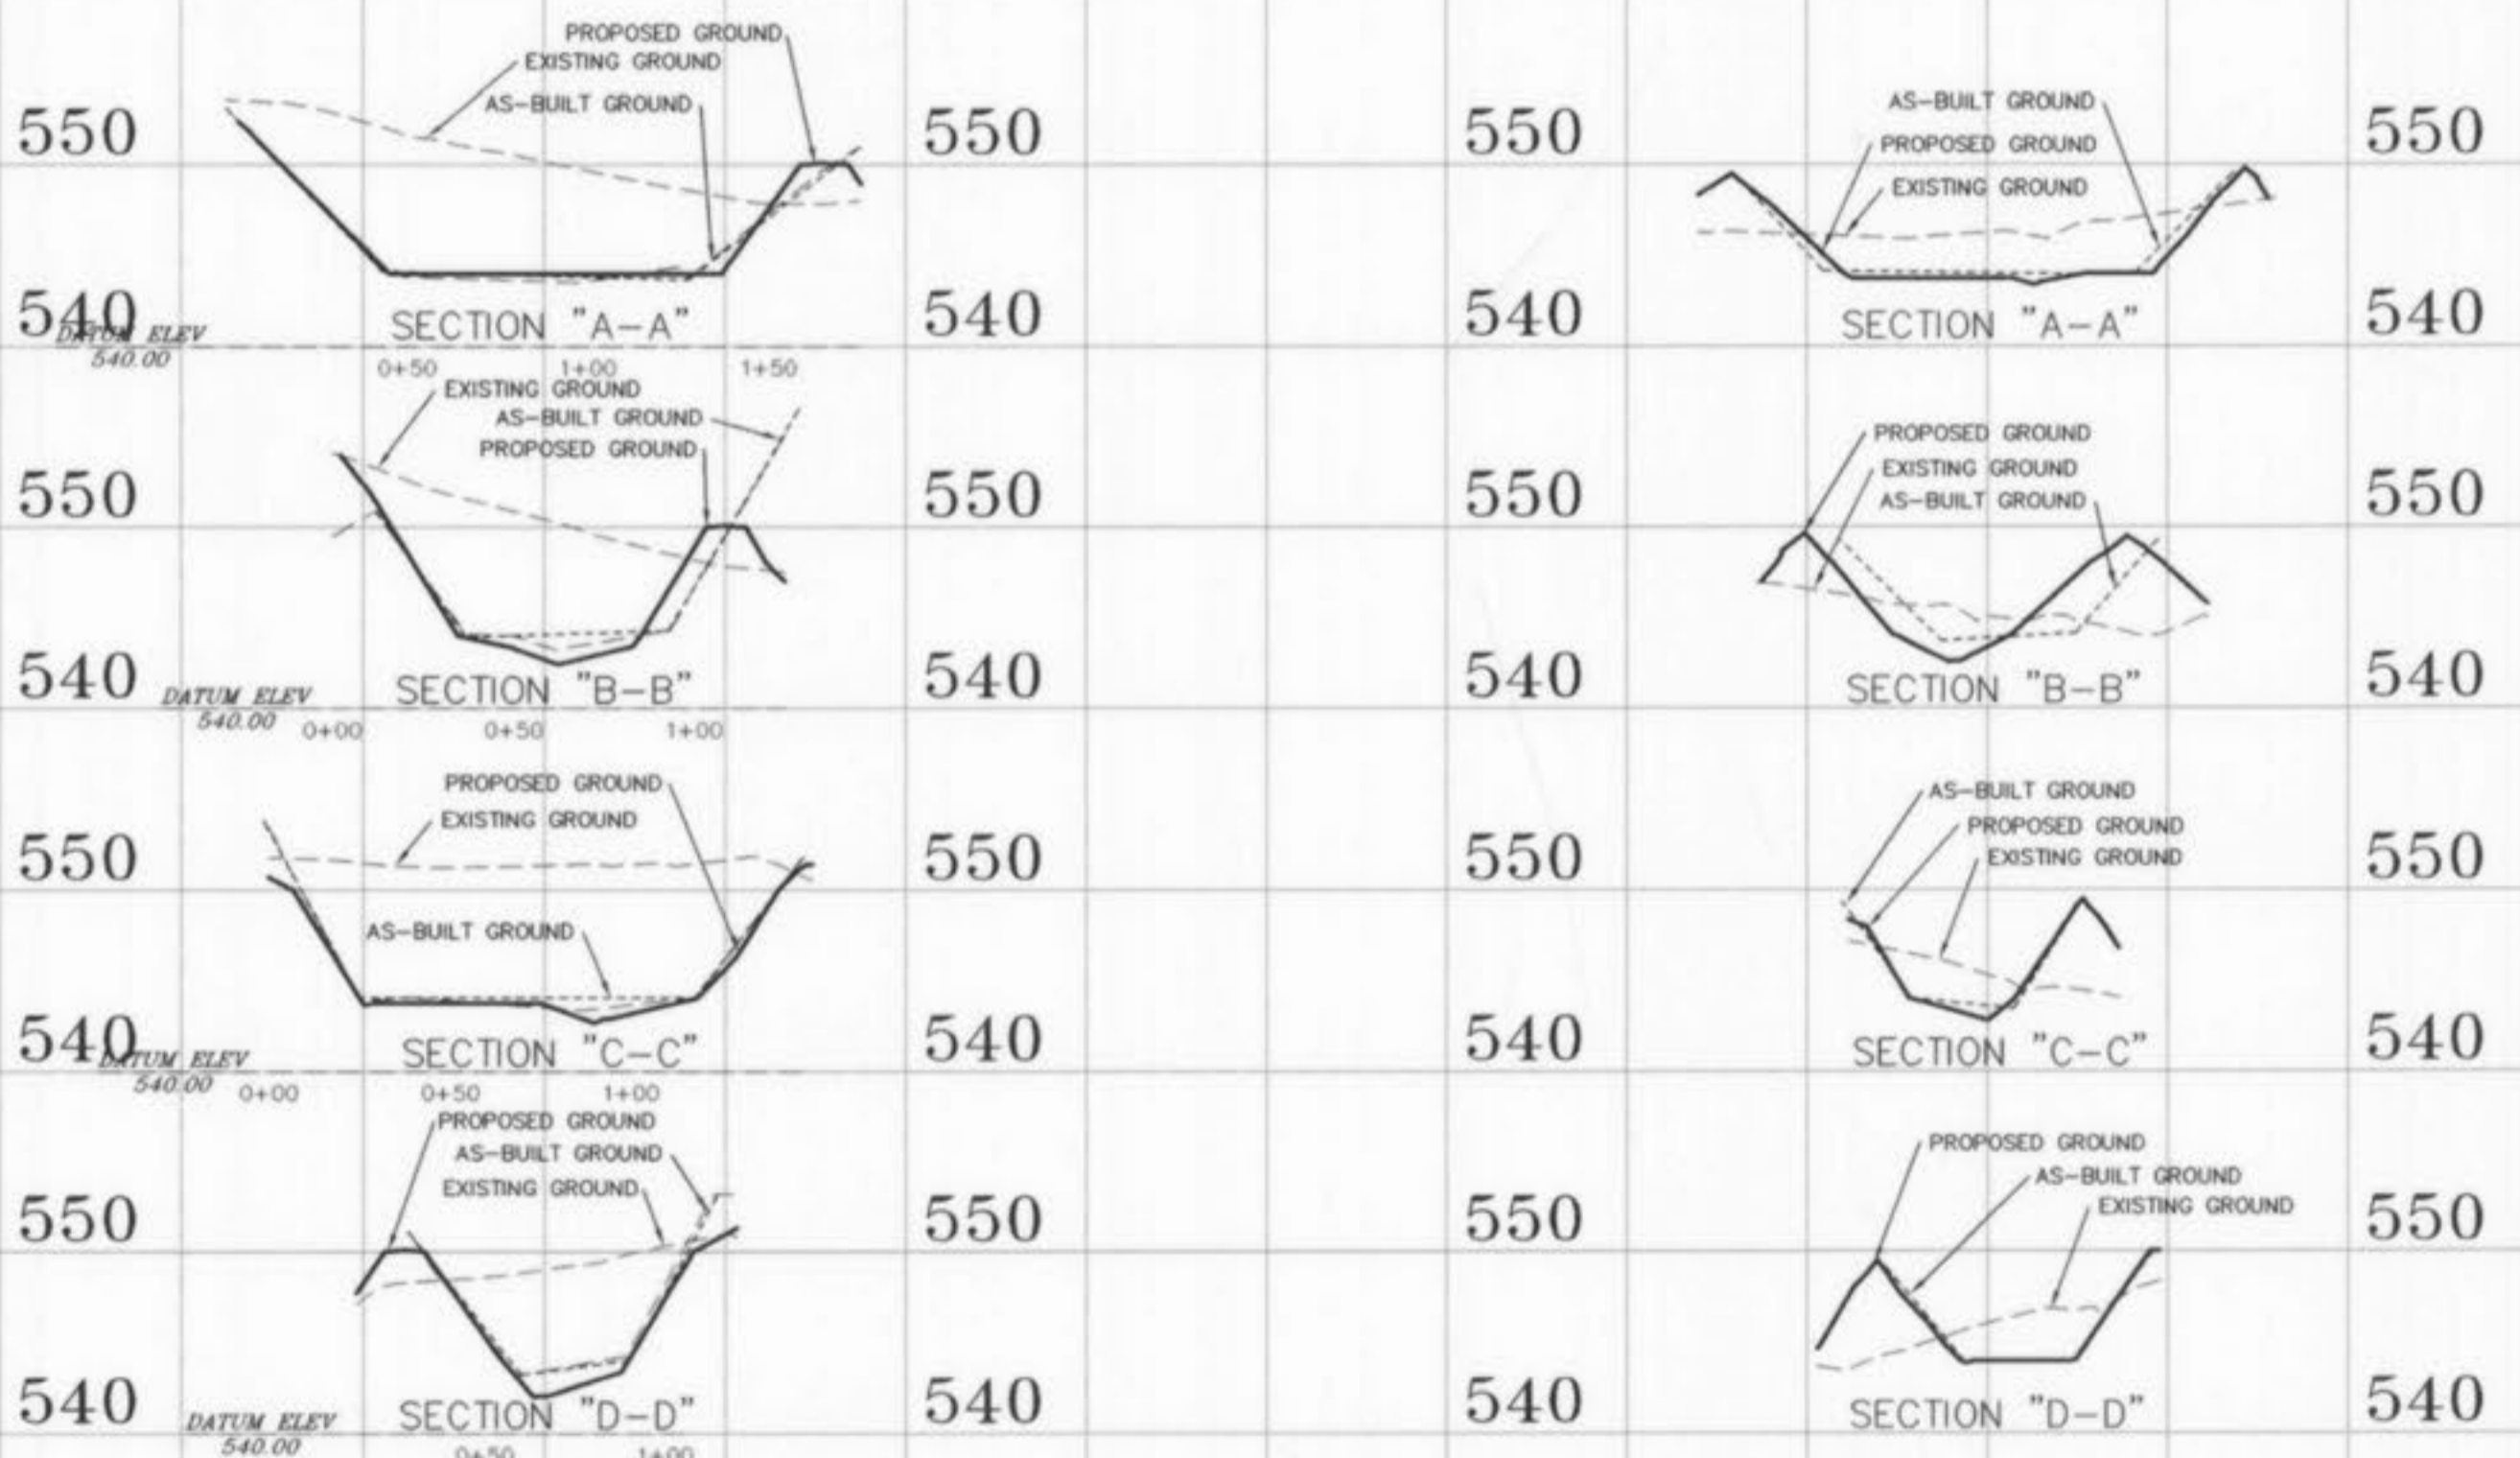 PROPOSED GROUND
EXISTING GROUND
AS-BUILT GROUND
550
550
SECTION "A-A"
540
540
DATUM ELEV
540.00
0+50 1+00 1+50
EXISTING GROUND
AS-BUILT GROUND
PROPOSED GROUND
550
550
SECTION "B-B"
540
540
DATUM ELEV
540.00
0+00 0+50 1+00
PROPOSED GROUND
EXISTING GROUND
550
550
AS-BUILT GROUND
SECTION "C-C"
540
540
DATUM ELEV
540.00
0+00 0+50 1+00
PROPOSED GROUND
AS-BUILT GROUND
EXISTING GROUND
550
550
SECTION "D-D"
540
540
DATUM ELEV
540.00
0+50 1+00
AS-BUILT GROUND
550
550
PROPOSED GROUND
EXISTING GROUND
SECTION "A-A"
540
540
PROPOSED GROUND
EXISTING GROUND
AS-BUILT GROUND
550
550
SECTION "B-B"
540
540
AS-BUILT GROUND
PROPOSED GROUND
EXISTING GROUND
550
550
SECTION "C-C"
540
540
PROPOSED GROUND
AS-BUILT GROUND
EXISTING GROUND
550
550
SECTION "D-D"
540
540